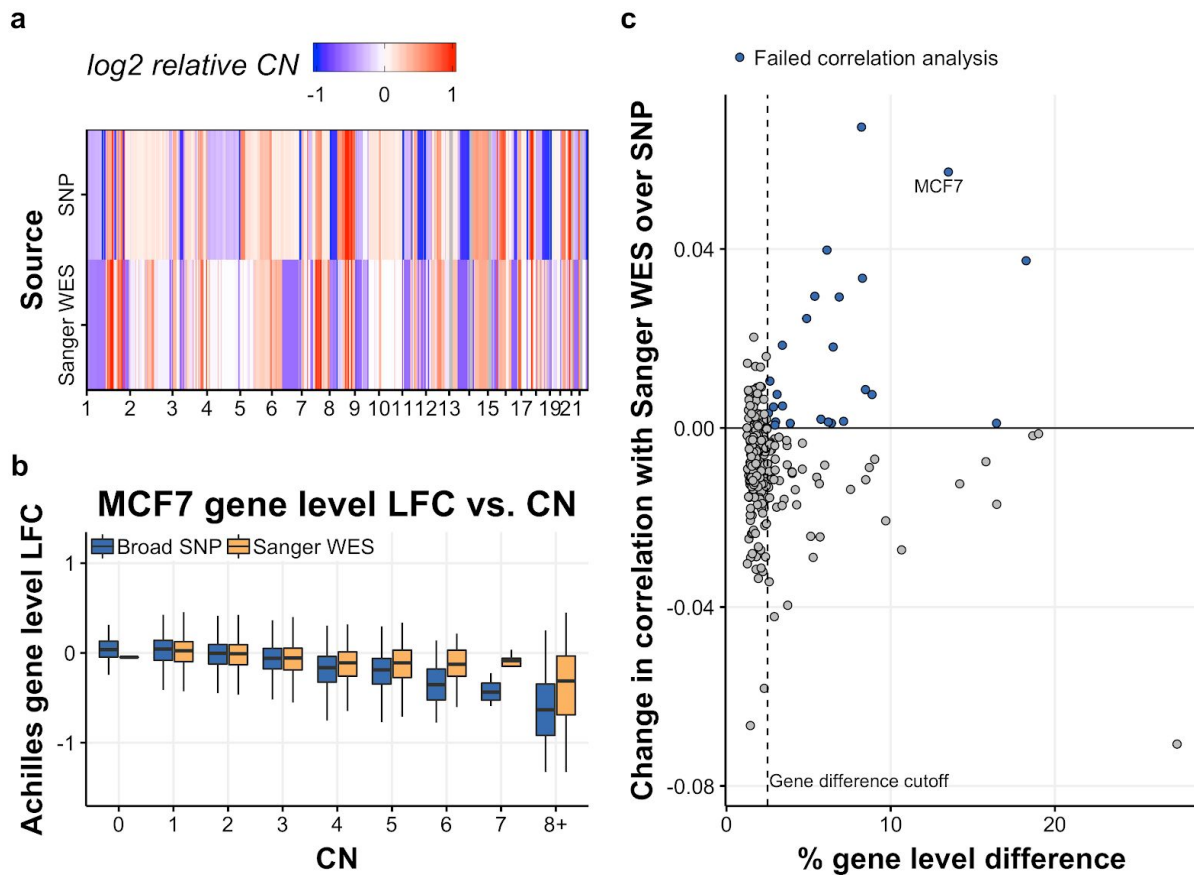 a
log2 relative CN
-1 0 1
Source
SNP
Sanger WES
1 2 3 4 5 6 7 8 9 10 11 12 13 15 17 19 21
b
MCF7 gene level LFC vs. CN
Broad SNP Sanger WES
Achilles gene level LFC
1
0
-1
0 1 2 3 4 5 6 7 8+
CN
c
Failed correlation analysis
Change in correlation with Sanger WES over SNP
MCF7
0.04
0.00
-0.04
-0.08
Gene difference cutoff
0 10 20
% gene level difference